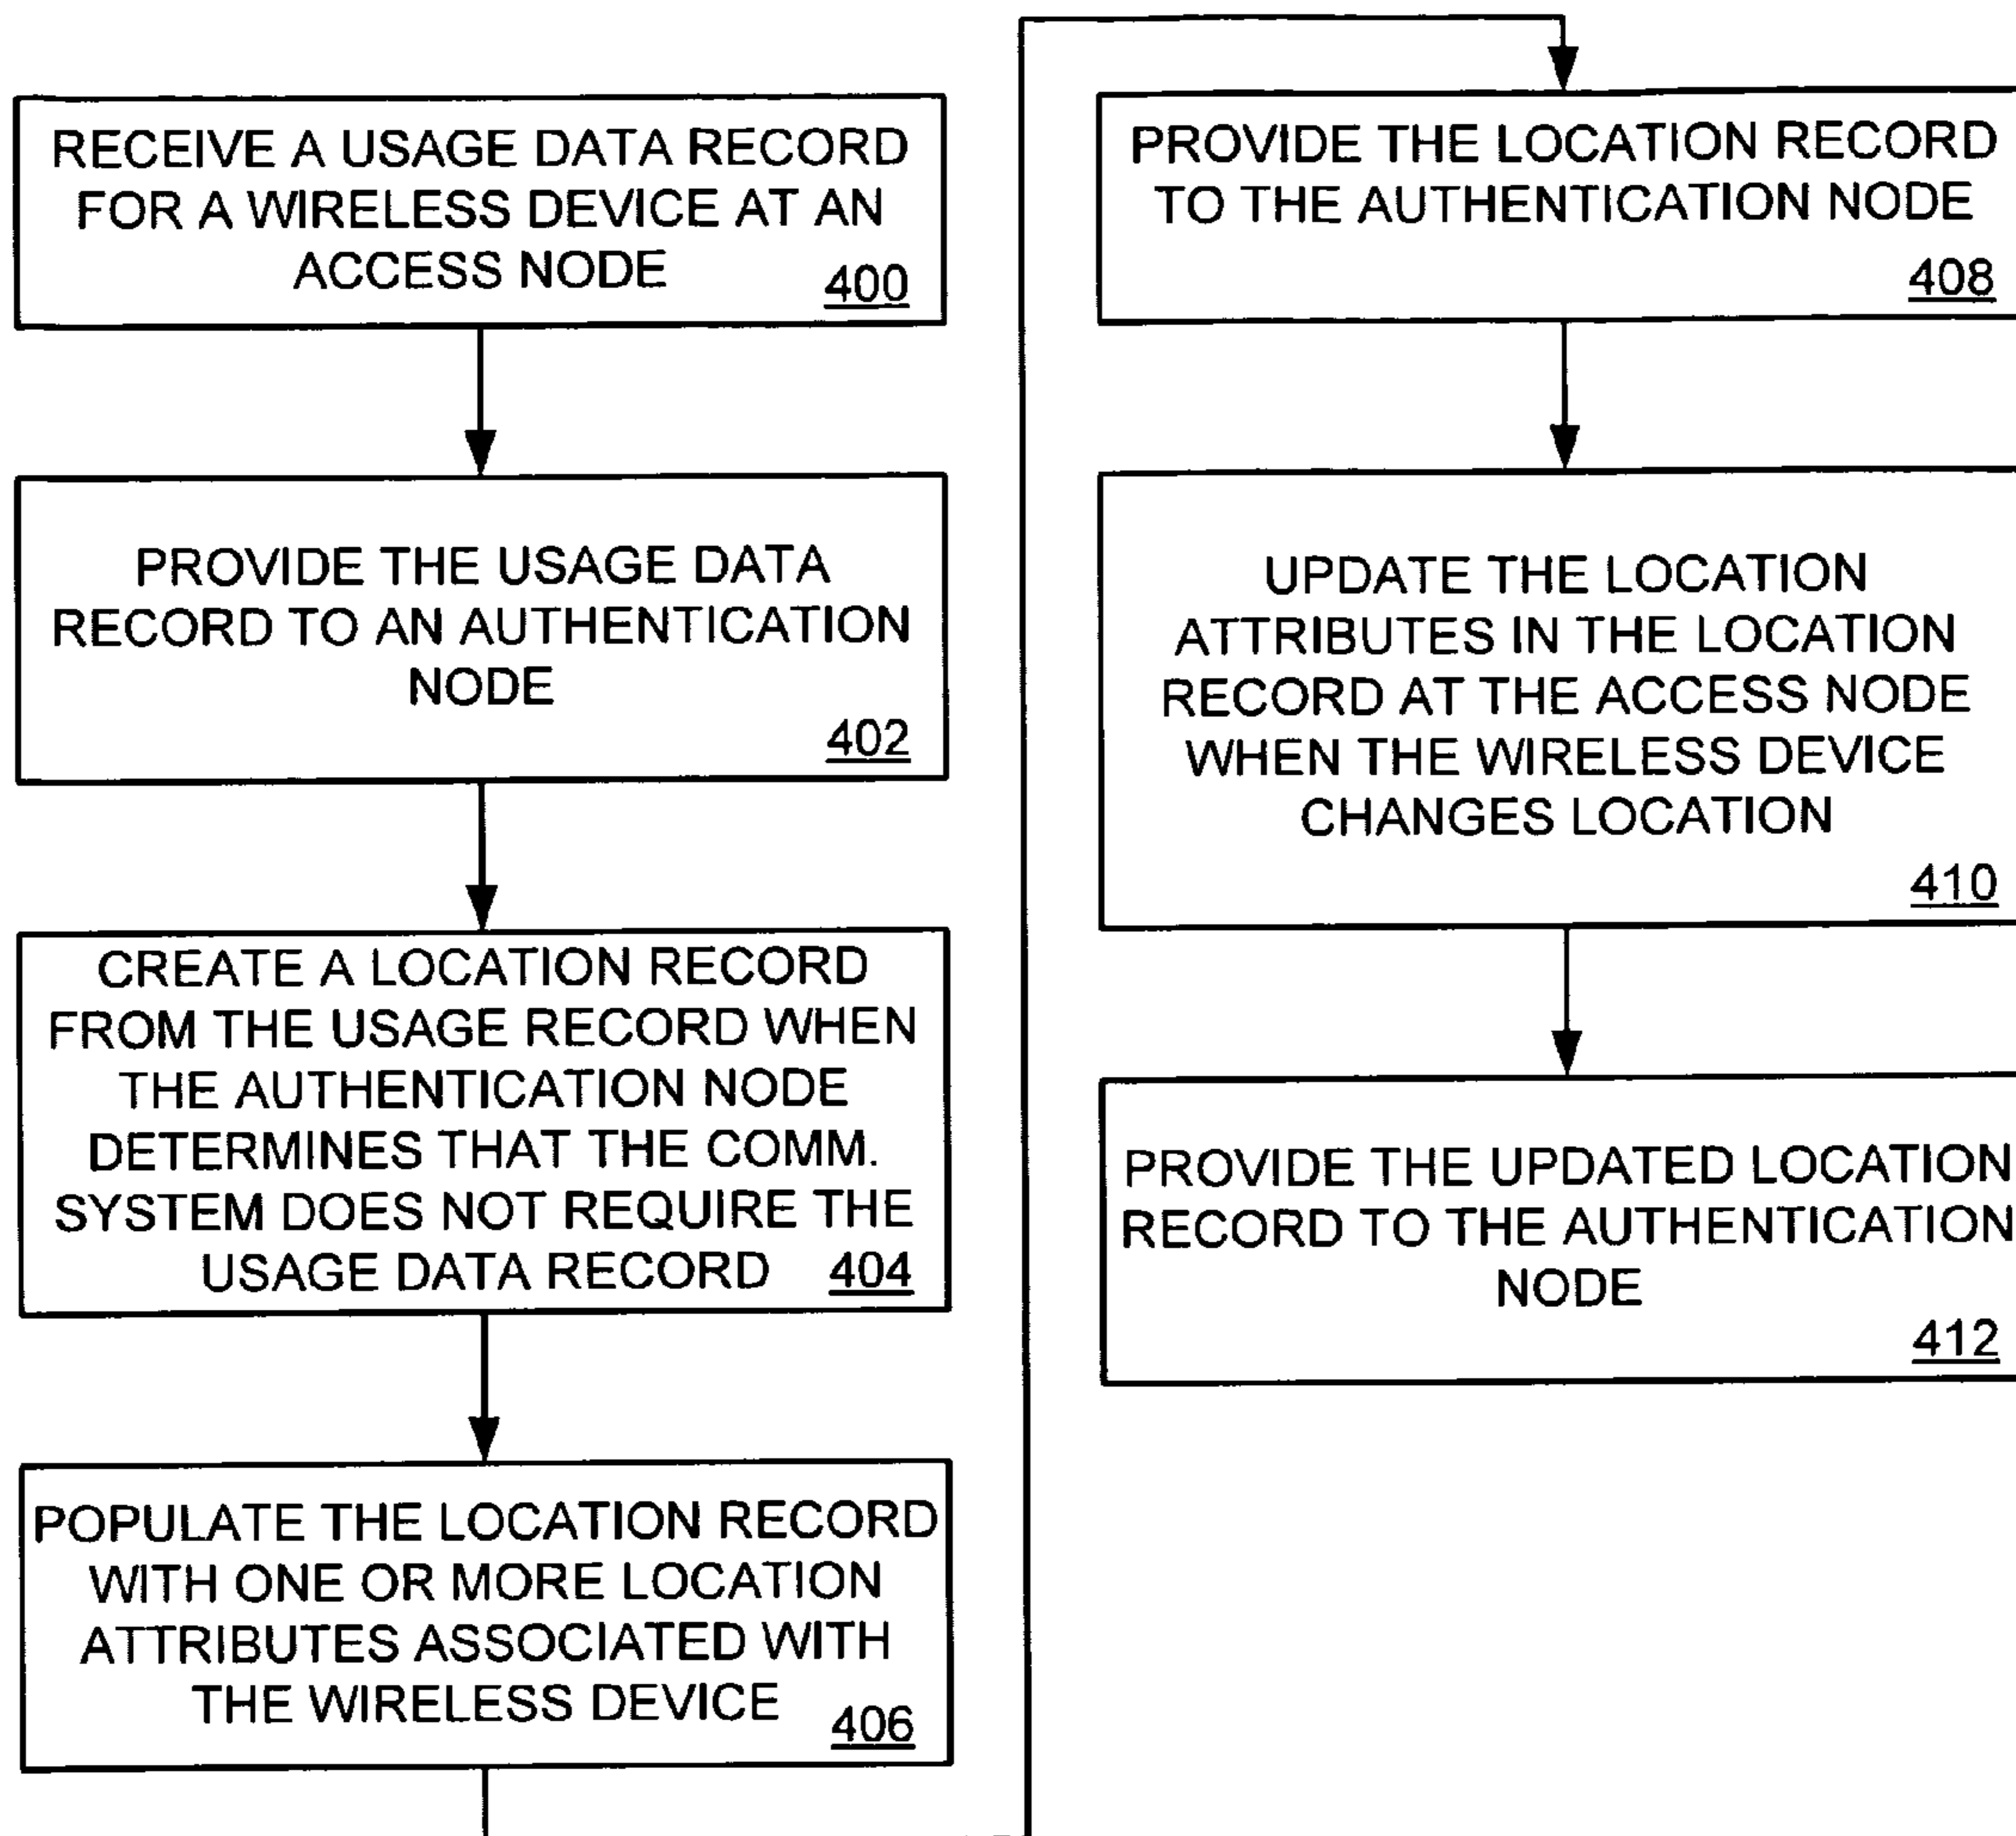 RECEIVE A USAGE DATA RECORD
FOR A WIRELESS DEVICE AT AN
ACCESS NODE
400
PROVIDE THE USAGE DATA
RECORD TO AN AUTHENTICATION
NODE
402
CREATE A LOCATION RECORD
FROM THE USAGE RECORD WHEN
THE AUTHENTICATION NODE
DETERMINES THAT THE COMM.
SYSTEM DOES NOT REQUIRE THE
USAGE DATA RECORD 404
POPULATE THE LOCATION RECORD
WITH ONE OR MORE LOCATION
ATTRIBUTES ASSOCIATED WITH
THE WIRELESS DEVICE
406
PROVIDE THE LOCATION RECORD
TO THE AUTHENTICATION NODE
408
UPDATE THE LOCATION
ATTRIBUTES IN THE LOCATION
RECORD AT THE ACCESS NODE
WHEN THE WIRELESS DEVICE
CHANGES LOCATION
410
PROVIDE THE UPDATED LOCATION
RECORD TO THE AUTHENTICATION
NODE
412